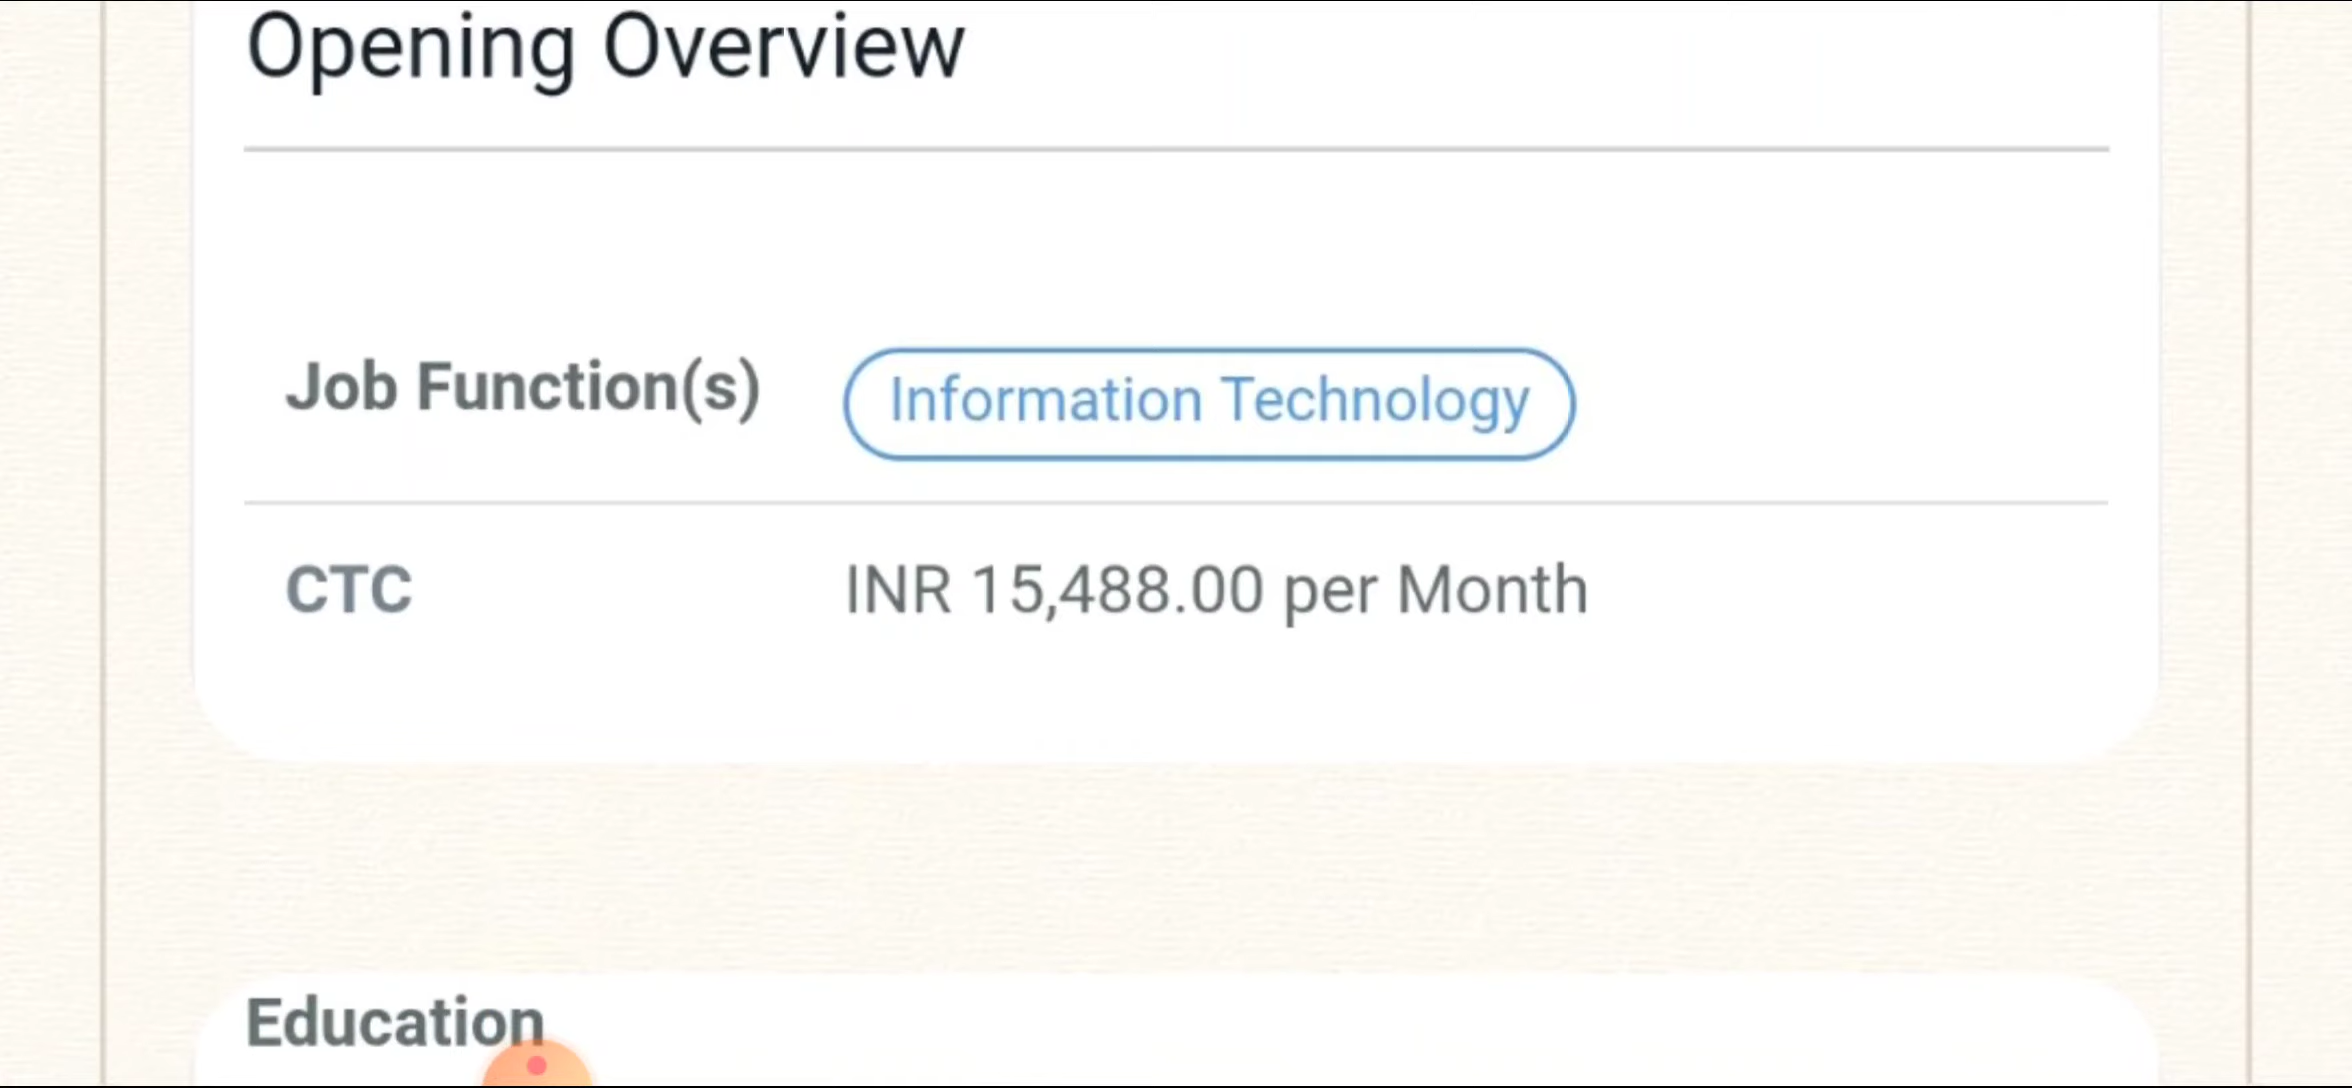 Opening Overview
Job Function(s) Information Technology
CTC INR 15,488.00 per Month
Education